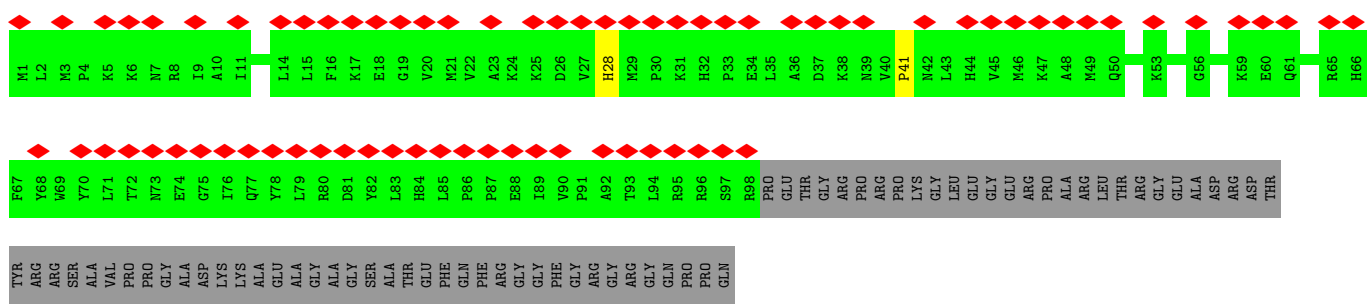 M1 L2 M3 P4 K5 K6 N7 R8 I9 A10 I11 L14 L15 F16 K17 E18 G19 V20 M21 V22 A23 K24 K25 D26 V27 H28 M29 P30 K31 H32 P33 E34 L35 A36 D37 K38 N39 V40 P41 N42 L43 H44 V45 M46 K47 A48 M49 Q50 K53 G56 K59 E60 Q61 R65 H66
F67 Y68 W69 Y70 L71 T72 N73 E74 G75 I76 Q77 Y78 L79 R80 D81 Y82 L83 H84 L85 P86 P87 E88 I89 V90 P91 A92 T93 L94 R95 R96 S97 R98 PRO GLU THR GLY ARG PRO ARG PRO LYS GLY LEU GLU GLY GLU ARG PRO ALA ARG LEU THR ARG GLY GLU ALA ASP ARG ASP THR
TYR ARG ARG SER ALA VAL PRO PRO GLY ALA ASP LYS LYS ALA GLU ALA GLY ALA GLY SER ALA THR GLU PHE GLN PHE ARG GLY GLY PHE GLY ARG GLY ARG GLY GLN PRO PRO GLN